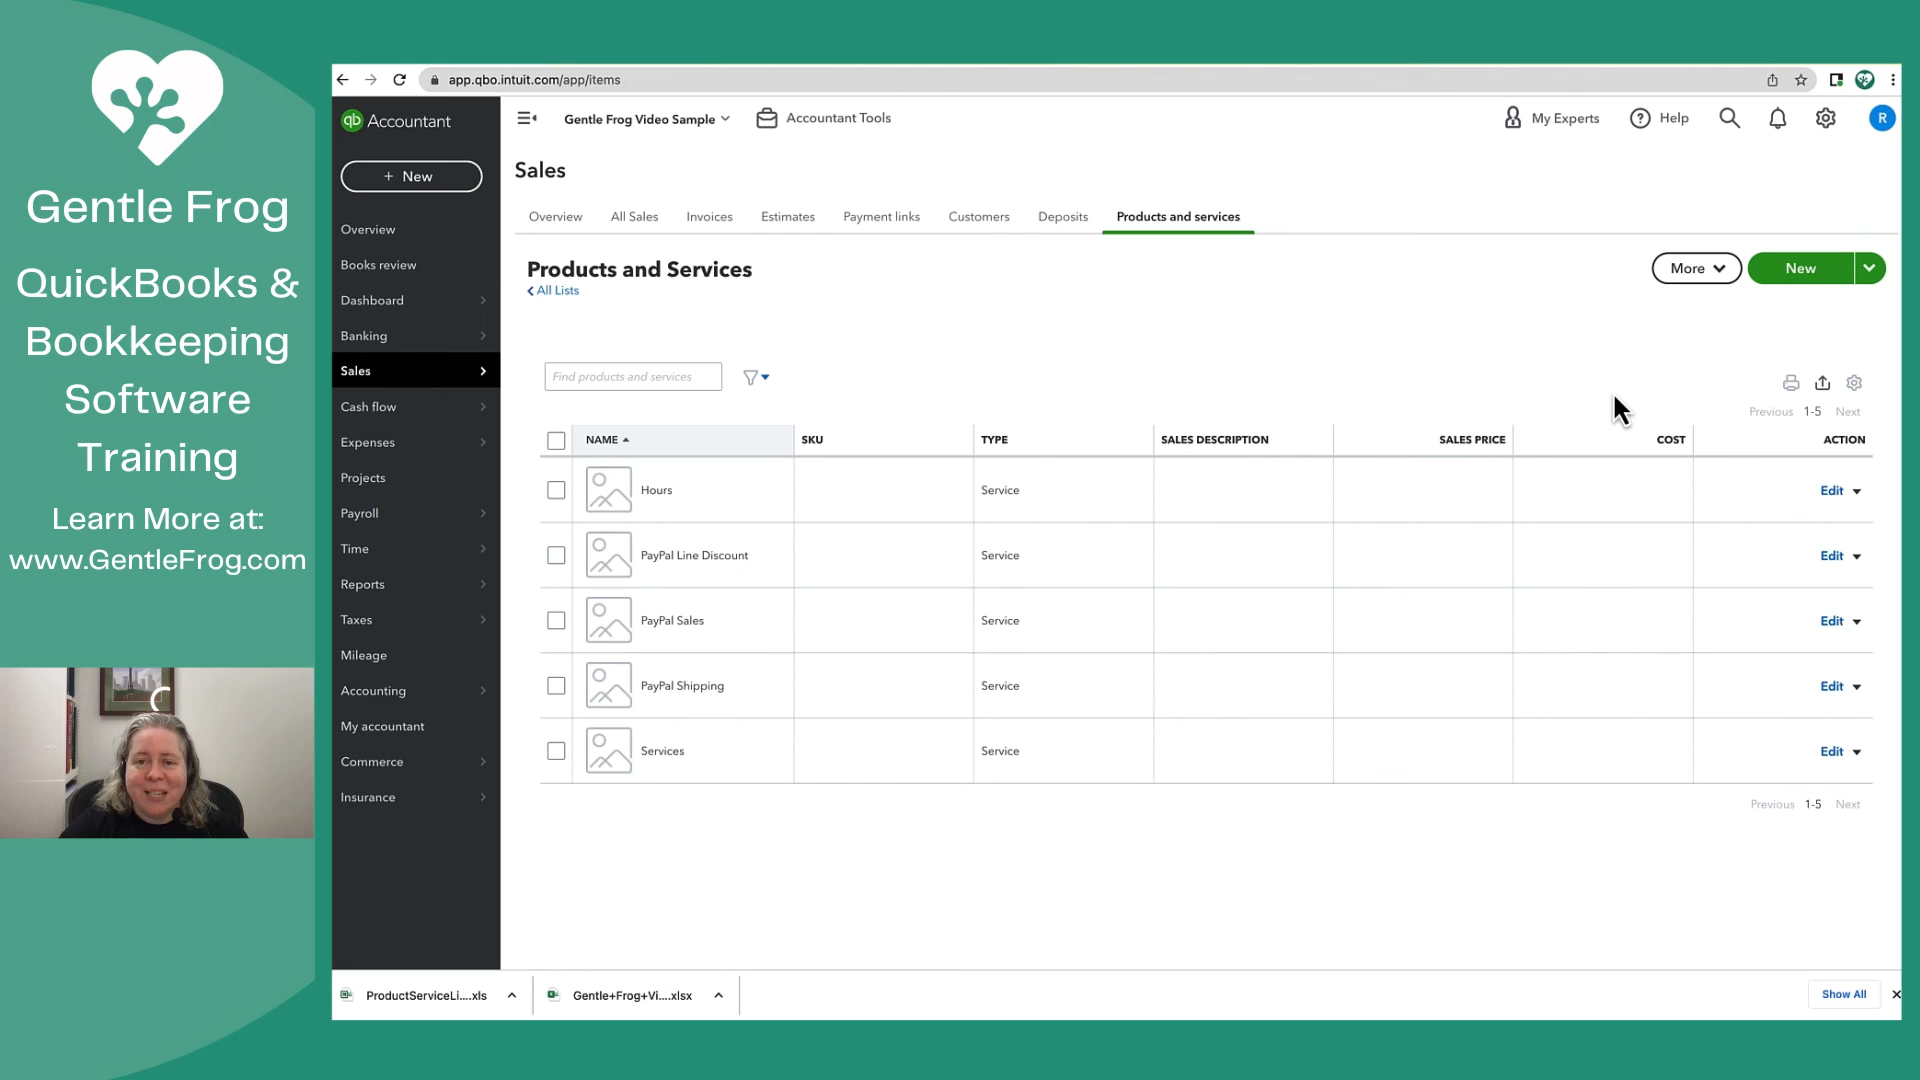 Gentle Frog
QuickBooks &
Bookkeeping
Software
Training
Learn More at:
www.GentleFrog.com
app.qbo.intuit.com/app/items
qb Accountant
Gentle Frog Video Sample
Accountant Tools
My Experts
Help
R
+ New
Overview
Books review
Dashboard
Banking
Sales
Cash flow
Expenses
Projects
Payroll
Time
Reports
Taxes
Mileage
Accounting
My accountant
Commerce
Insurance
Sales
Overview All Sales Invoices Estimates Payment links Customers Deposits Products and services
Products and Services
All Lists
More
New
Find products and services
Previous 1-5 Next
NAME SKU TYPE SALES DESCRIPTION SALES PRICE COST ACTION
Hours Service Edit
PayPal Line Discount Service Edit
PayPal Sales Service Edit
PayPal Shipping Service Edit
Services Service Edit
Previous 1-5 Next
ProductServiceLi....xls
Gentle+Frog+Vi....xlsx
Show All